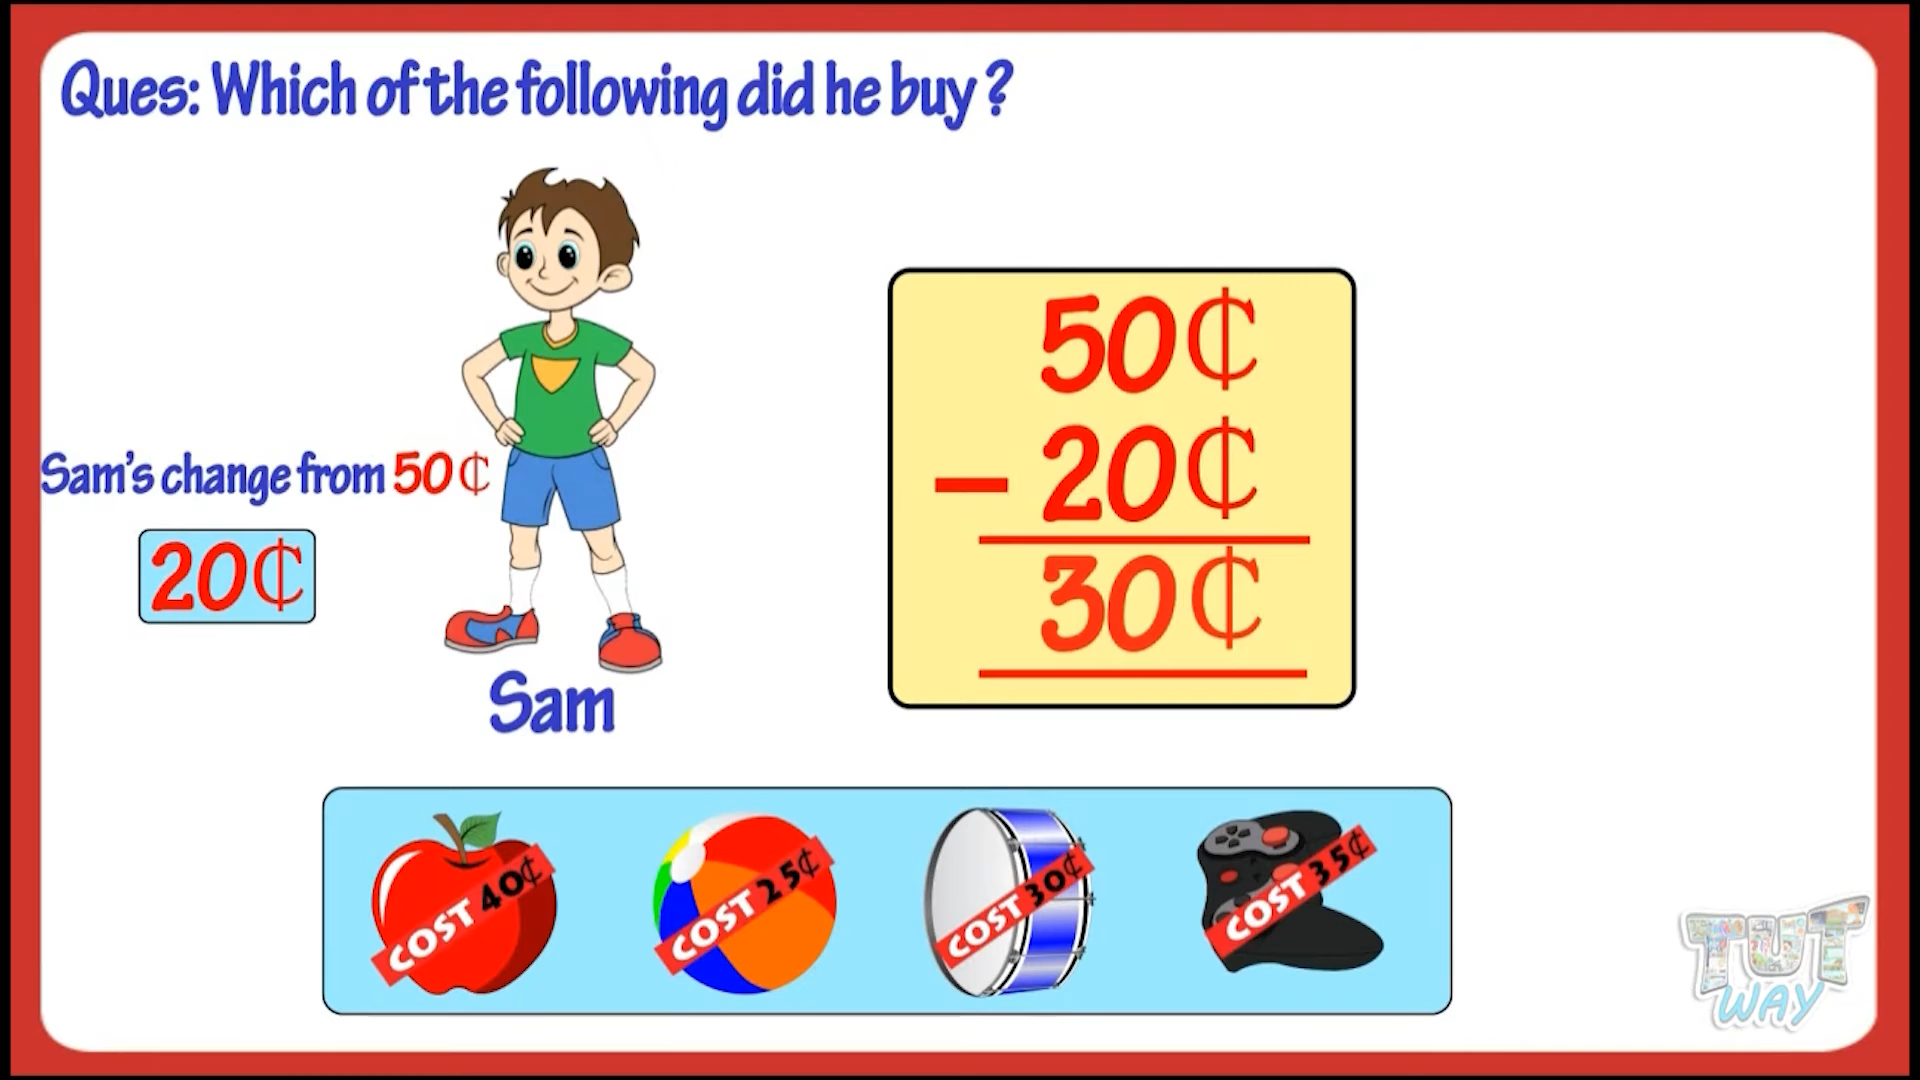 Ques: Which of the following did he buy ?
Sam's change from 50₵
20₵
Sam
50₵
– 20₵
30₵
COST 40₵
COST 25₵
COST 30₵
COST 35₵
TUT
WAY